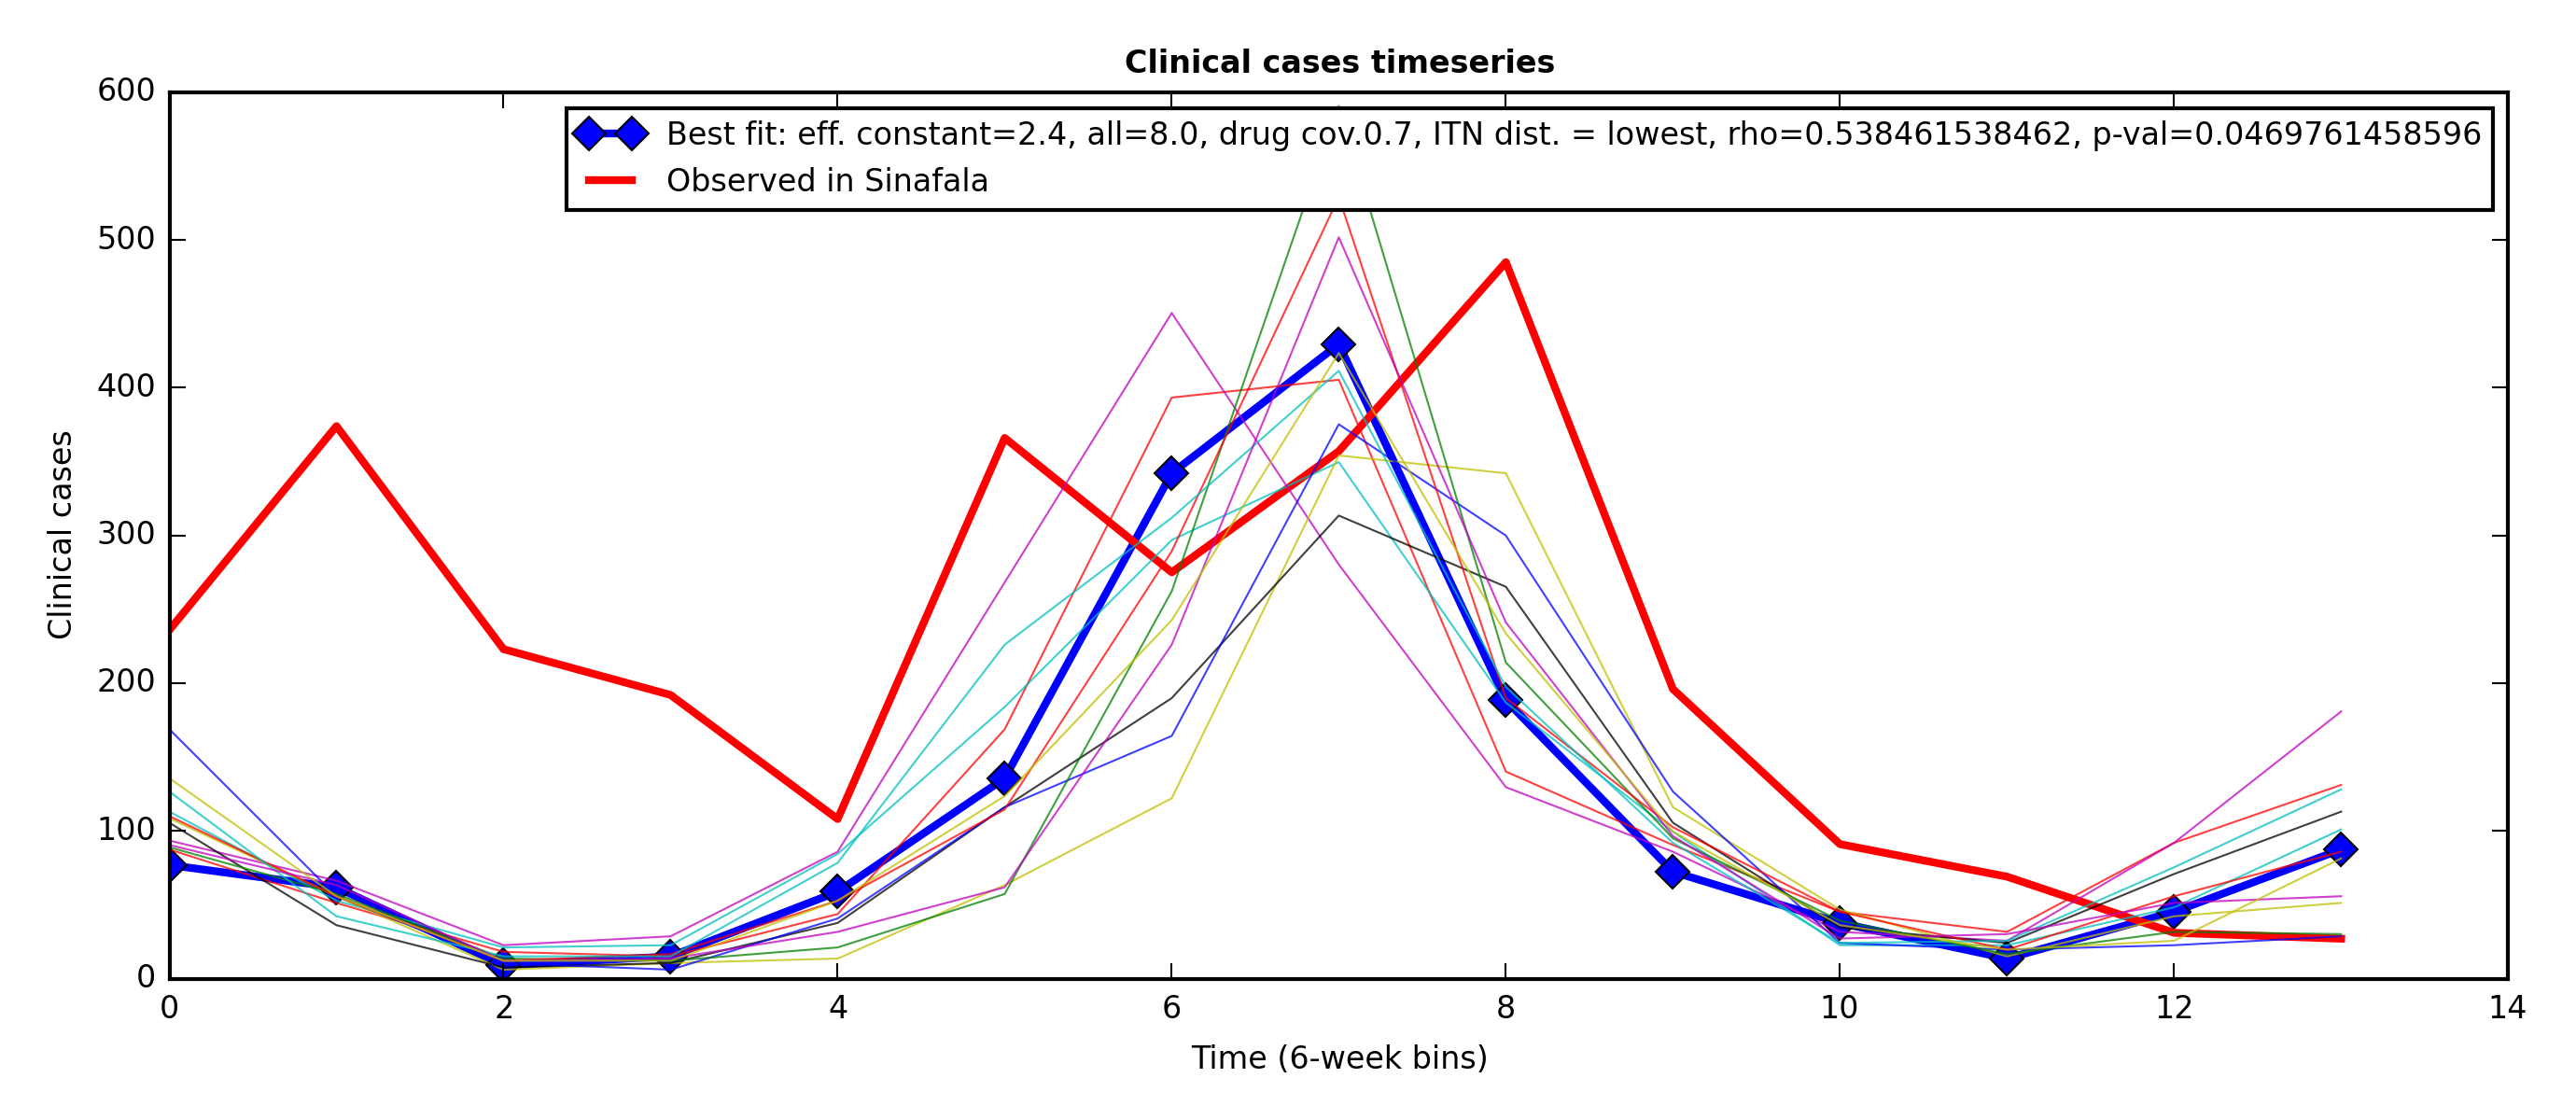 Clinical cases timeseries
600
500
400
300
200
100
0
Clinical cases
Best fit: eff. constant=2.4, all=8.0, drug cov.0.7, ITN dist. = lowest, rho=0.538461538462, p-val=0.0469761458596
Observed in Sinafala
0 2 4 6 8 10 12 14
Time (6-week bins)